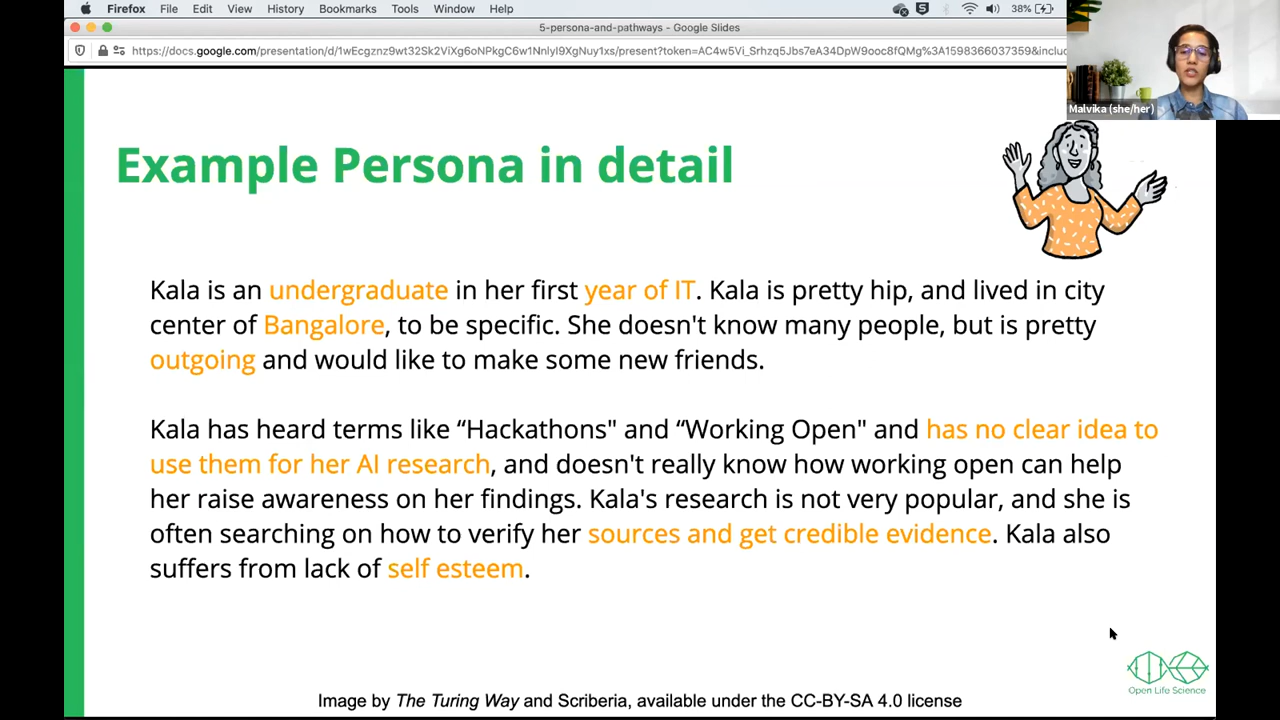 Firefox File Edit View History Bookmarks Tools Window Help 38%
5-persona-and-pathways - Google Slides
Malvika (she/her)
Example Persona in detail
Kala is an undergraduate in her first year of IT. Kala is pretty hip, and lived in city
center of Bangalore, to be specific. She doesn't know many people, but is pretty
outgoing and would like to make some new friends.
Kala has heard terms like “Hackathons" and “Working Open" and has no clear idea to
use them for her AI research, and doesn't really know how working open can help
her raise awareness on her findings. Kala's research is not very popular, and she is
often searching on how to verify her sources and get credible evidence. Kala also
suffers from lack of self esteem.
Open Life Science
Image by The Turing Way and Scriberia, available under the CC-BY-SA 4.0 license